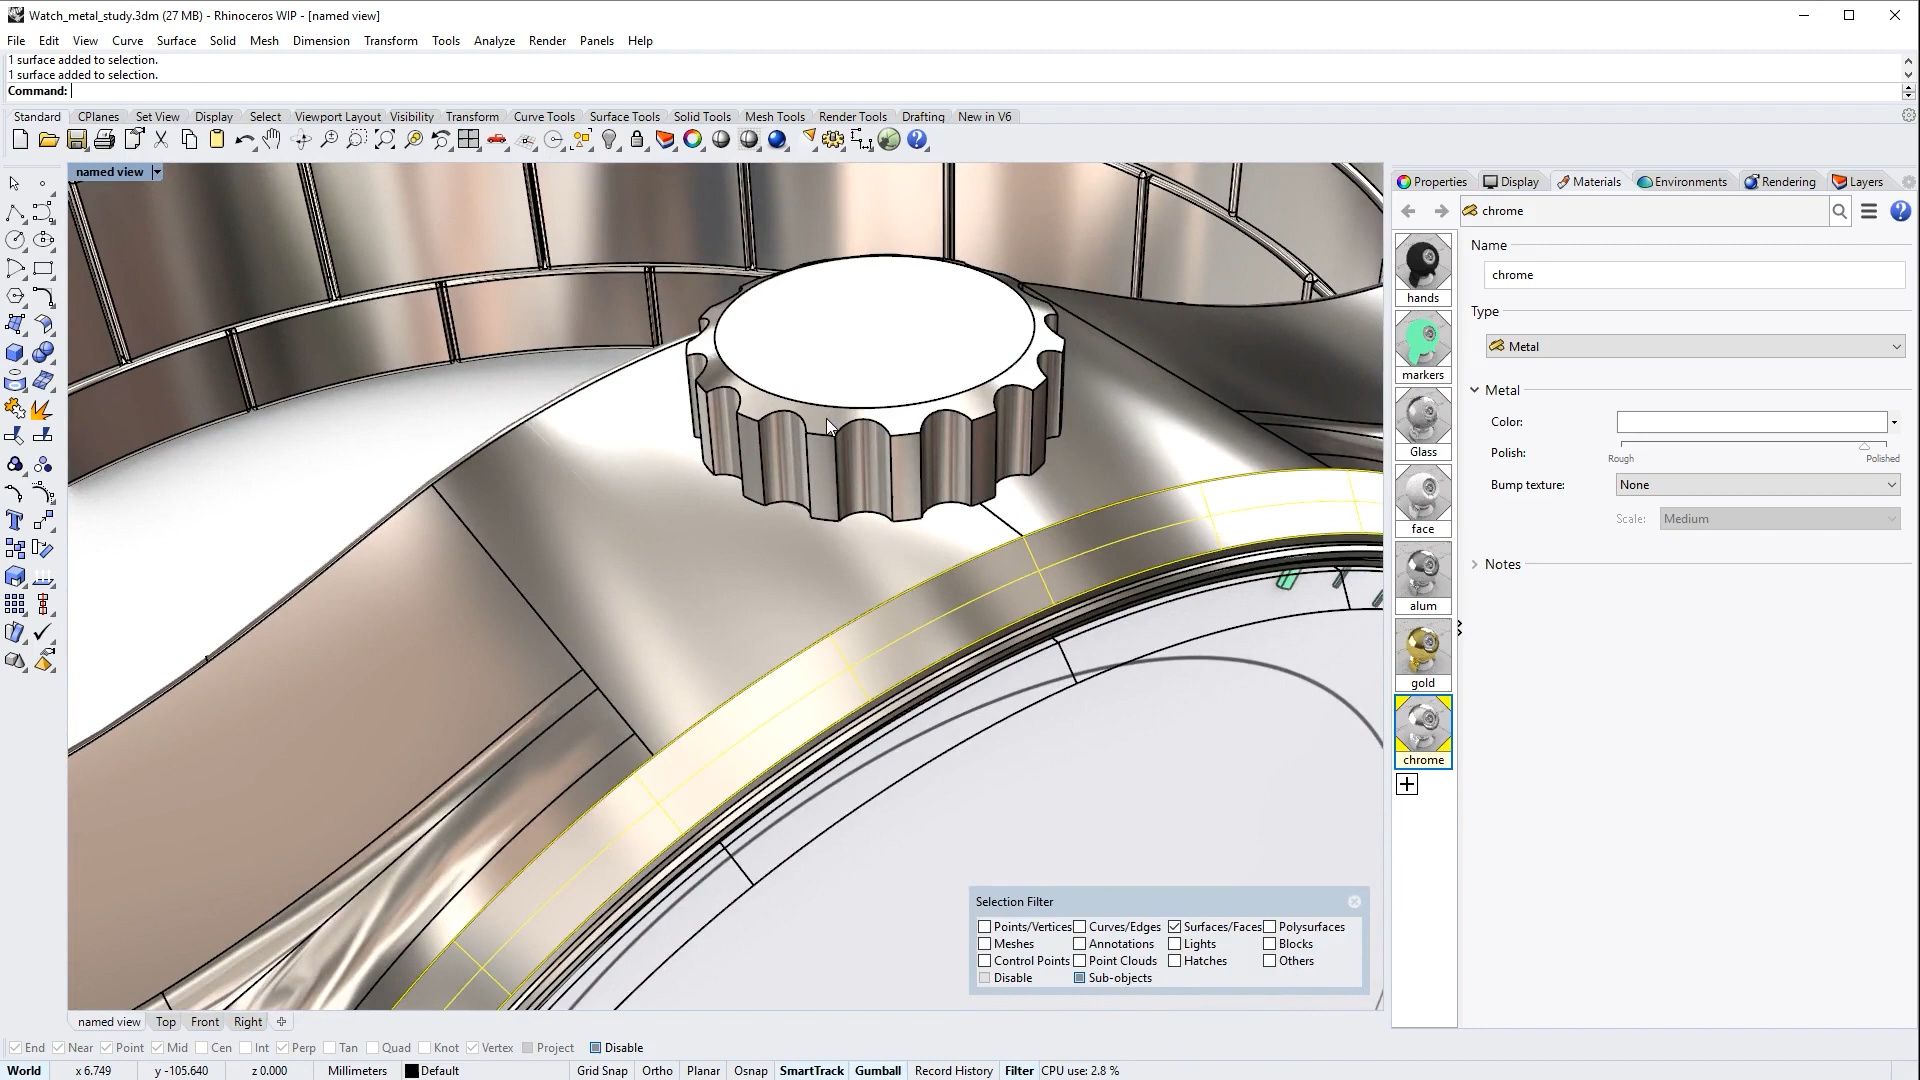 Watch_metal_study.3dm (27 MB) - Rhinoceros WIP - [named view]
File Edit View Curve Surface Solid Mesh Dimension Transform Tools Analyze Render Panels Help
1 surface added to selection.
1 surface added to selection.
Command:
Standard CPlanes Set View Display Select Viewport Layout Visibility Transform Curve Tools Surface Tools Solid Tools Mesh Tools Render Tools Drafting New in V6
named view
Properties Display Materials Environments Rendering Layers
chrome
Name
chrome
Type
Metal
Metal
Color:
Polish:
Rough Polished
Bump texture: None
Scale: Medium
Notes
hands
markers
Glass
face
alum
gold
chrome
Selection Filter
Points/Vertices Curves/Edges Surfaces/Faces Polysurfaces
Meshes Annotations Lights Blocks
Control Points Point Clouds Hatches Others
Disable Sub-objects
named view Top Front Right
End Near Point Mid Cen Int Perp Tan Quad Knot Vertex Project Disable
World x 6.749 y -105.640 z 0.000 Millimeters Default Grid Snap Ortho Planar Osnap SmartTrack Gumball Record History Filter CPU use: 2.8 %